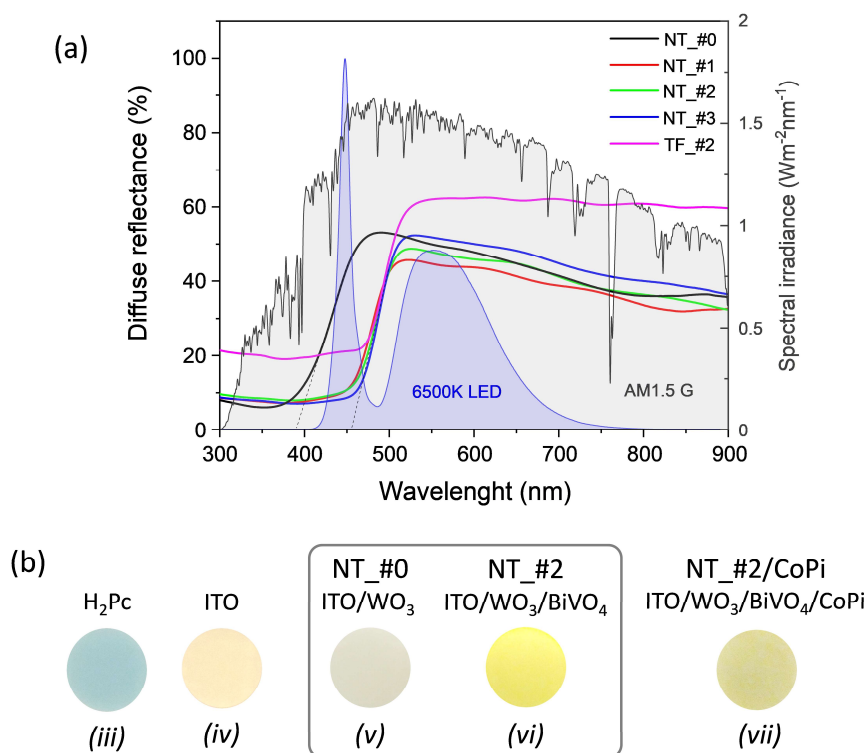 (a)
Diffuse reflectance (%)
100
80
60
40
20
0
300 400 500 600 700 800 900
Wavelenght (nm)
2
1.5
1
0.5
0
Spectral irradiance (Wm⁻²nm⁻¹)
NT_#0
NT_#1
NT_#2
NT_#3
TF_#2
6500K LED
AM1.5 G
(b)
NT_#0 NT_#2 NT_#2/CoPi
H₂Pc ITO ITO/WO₃ ITO/WO₃/BiVO₄ ITO/WO₃/BiVO₄/CoPi
(iii) (iv) (v) (vi) (vii)